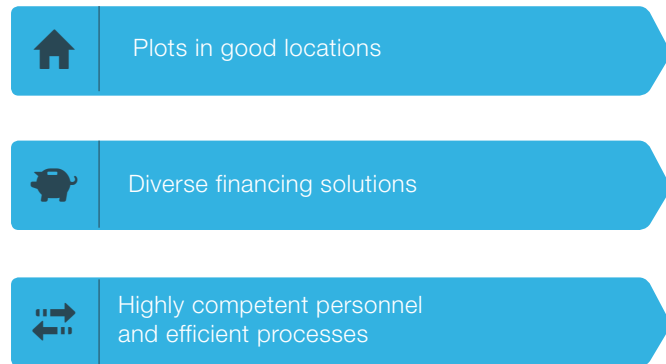 Plots in good locations
Diverse financing solutions
Highly competent personnel
and efficient processes